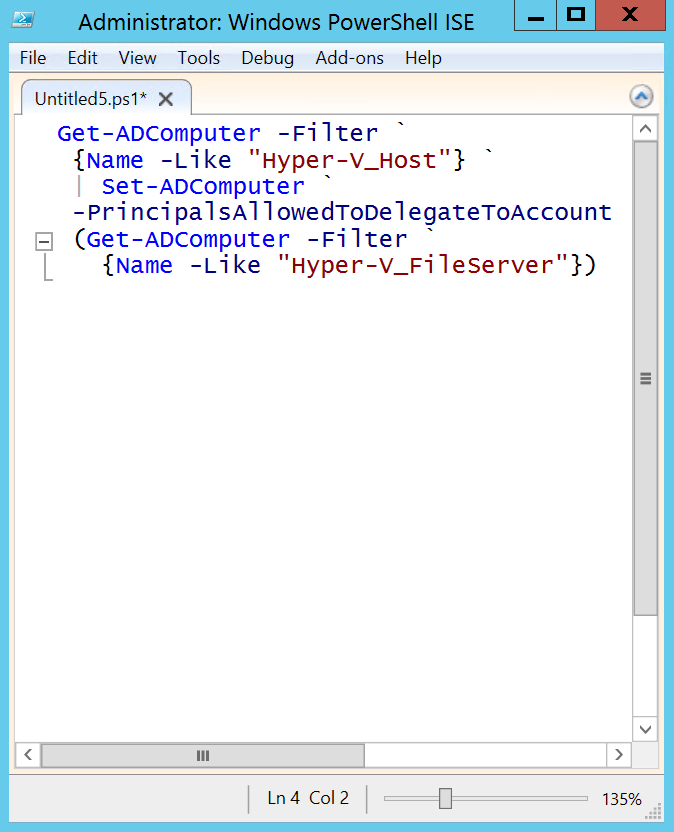 Administrator: Windows PowerShell ISE
File Edit View Tools Debug Add-ons Help
Untitled5.ps1*
Get-ADComputer -Filter `
{Name -Like "Hyper-V_Host"} `
| Set-ADComputer `
-PrincipalsAllowedToDelegateToAccount
(Get-ADComputer -Filter `
{Name -Like "Hyper-V_FileServer"})
Ln 4 Col 2
135%